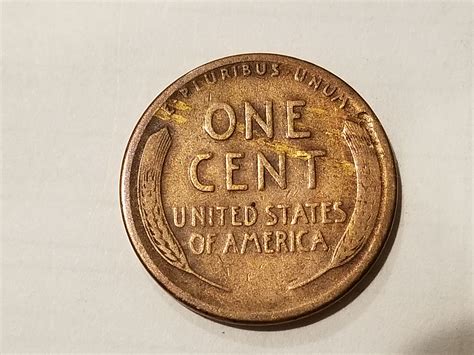 E PLURIBUS UNUM
ONE
CENT
UNITED STATES
OF AMERICA